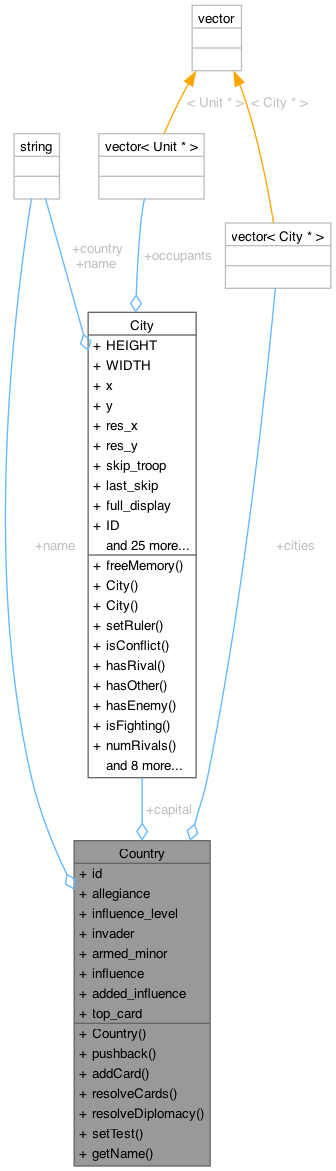 vector
< Unit * >
< City * >
string
vector< Unit * >
vector< City * >
+country
+name
+occupants
City
+ HEIGHT
+ WIDTH
+ x
+ y
+ res_x
+ res_y
+ skip_troop
+ last_skip
+ full_display
+ ID
and 25 more...
+ freeMemory()
+ City()
+ City()
+ setRuler()
+ isConflict()
+ hasRival()
+ hasOther()
+ hasEnemy()
+ isFighting()
+ numRivals()
and 8 more...
+name
+cities
+capital
Country
+ id
+ allegiance
+ influence_level
+ invader
+ armed_minor
+ influence
+ added_influence
+ top_card
+ Country()
+ pushback()
+ addCard()
+ resolveCards()
+ resolveDiplomacy()
+ setTest()
+ getName()